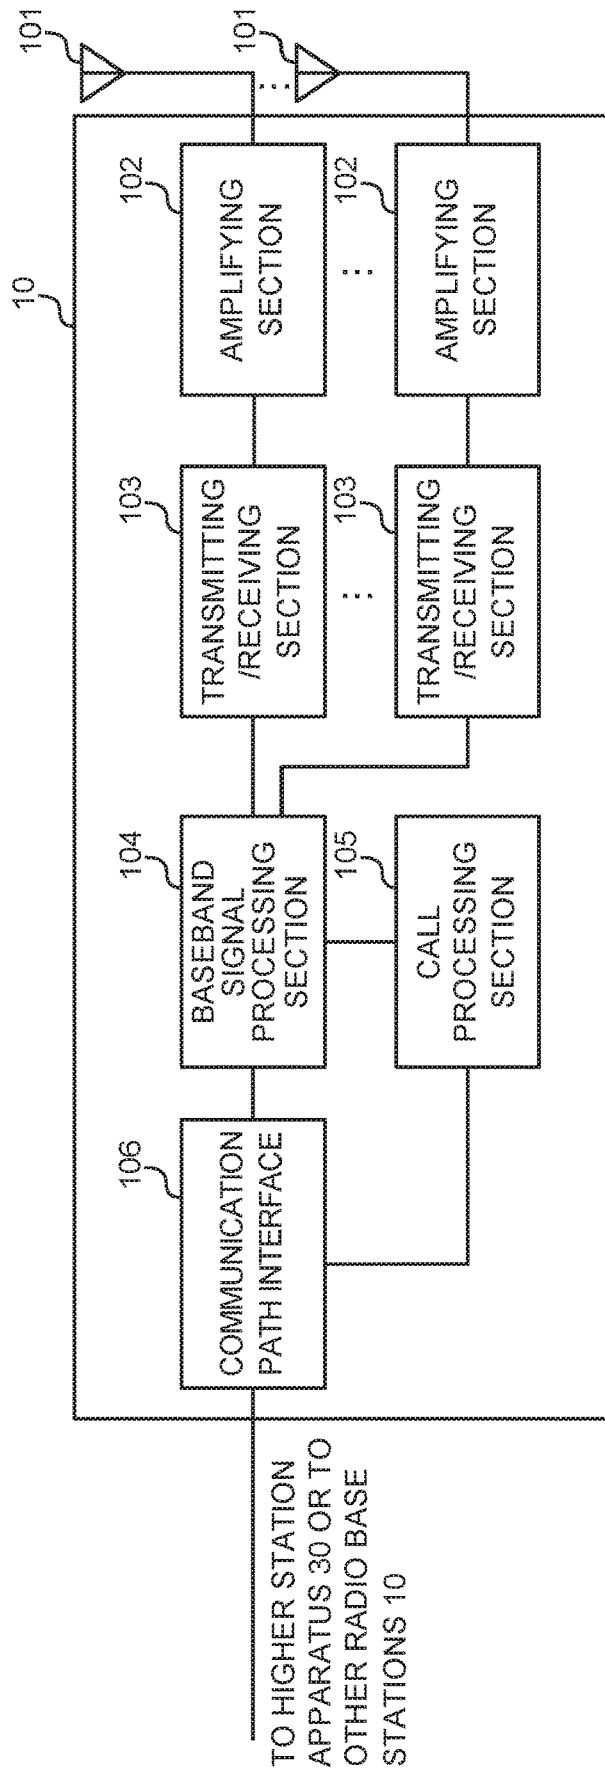 10
101
101
102
AMPLIFYING
SECTION
102
AMPLIFYING
SECTION
103
TRANSMITTING
/RECEIVING
SECTION
103
TRANSMITTING
/RECEIVING
SECTION
104
BASEBAND
SIGNAL
PROCESSING
SECTION
105
CALL
PROCESSING
SECTION
106
COMMUNICATION
PATH INTERFACE
TO HIGHER STATION
APPARATUS 30 OR TO
OTHER RADIO BASE
STATIONS 10